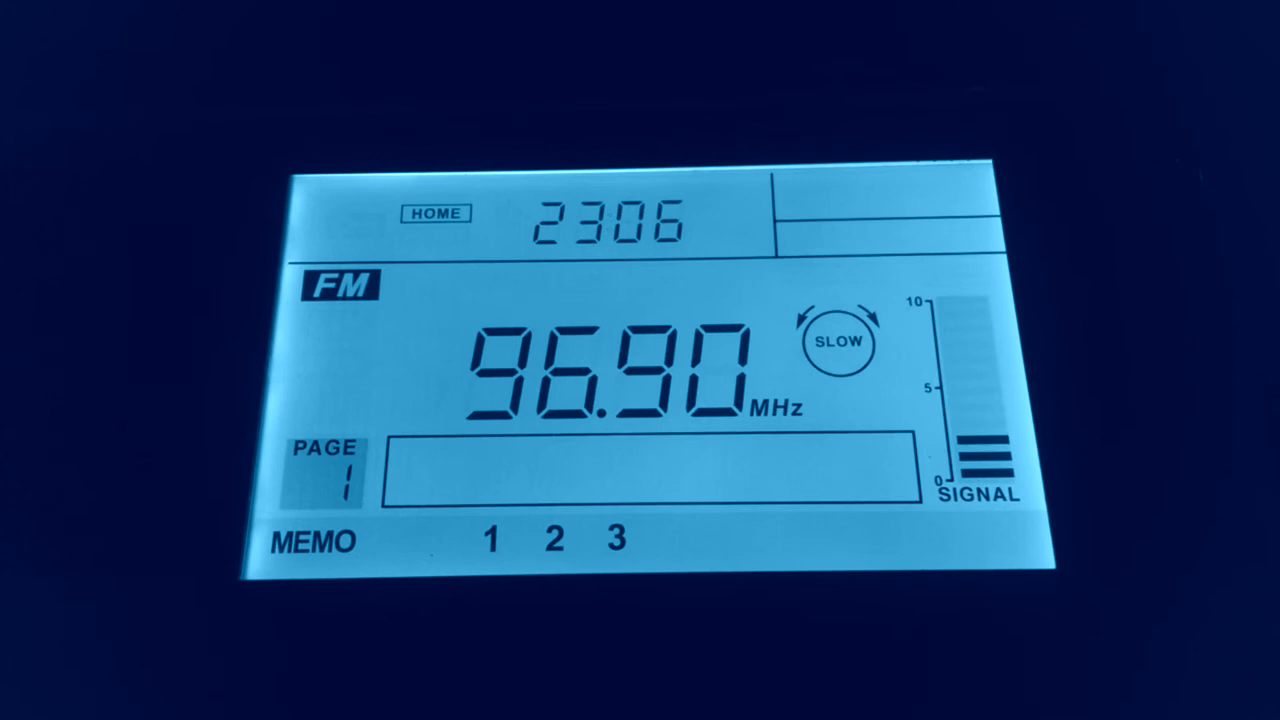 HOME 2306
FM
10
96.90 MHz
SLOW
5
PAGE
1
0
SIGNAL
MEMO 1 2 3